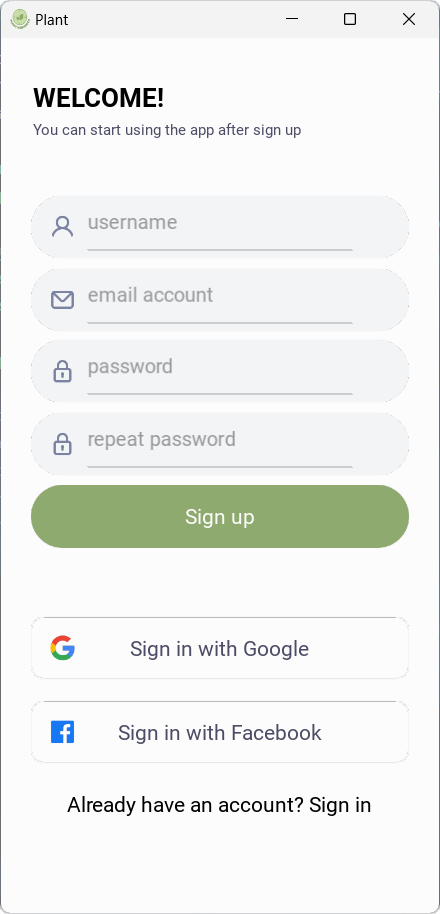 Plant
WELCOME!
You can start using the app after sign up
username
email account
password
repeat password
Sign up
Sign in with Google
Sign in with Facebook
Already have an account? Sign in